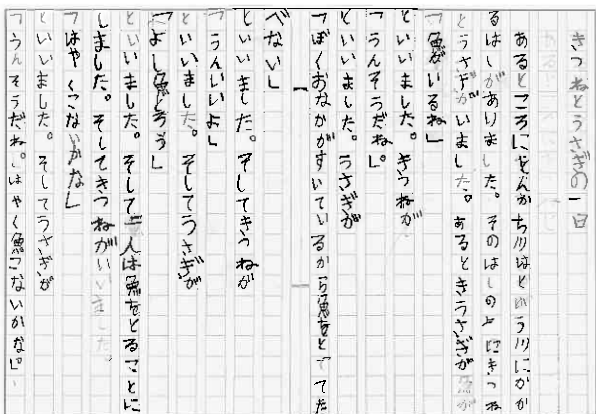 きつねとうさぎの一日
あるところにどんがち川はというう川にかか
るはしがありました。そのはしの上にきつね
とうさぎがいました。あるときうさぎが魚が
「魚がいるね」
といいました。きつねが
「うんそうだね。」
といいました。うさぎが
「ぼくおなかがすいているから魚をとってた
べない」
といいました。そしてきつねが
「うんいいよ」
といいました。そしてうさぎが
「よし魚とろう」
といいました。そして二人は魚をとることに
しました。そしてきつねがいいました。
「はやくこないかな」
といいました。そしてうさぎが
「うんそうだね。はやく魚こないかな。」